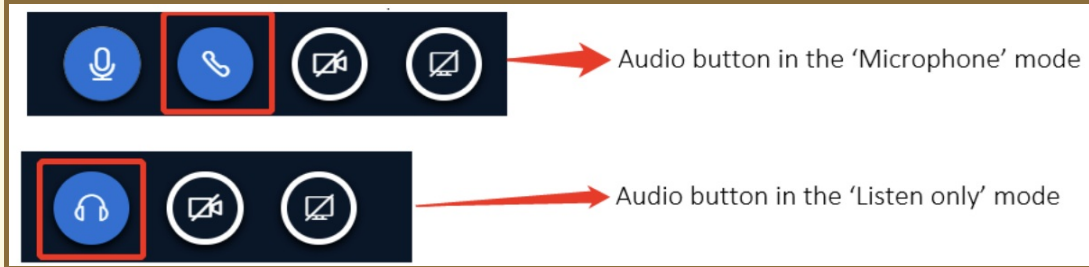 Audio button in the ‘Microphone’ mode
Audio button in the ‘Listen only’ mode